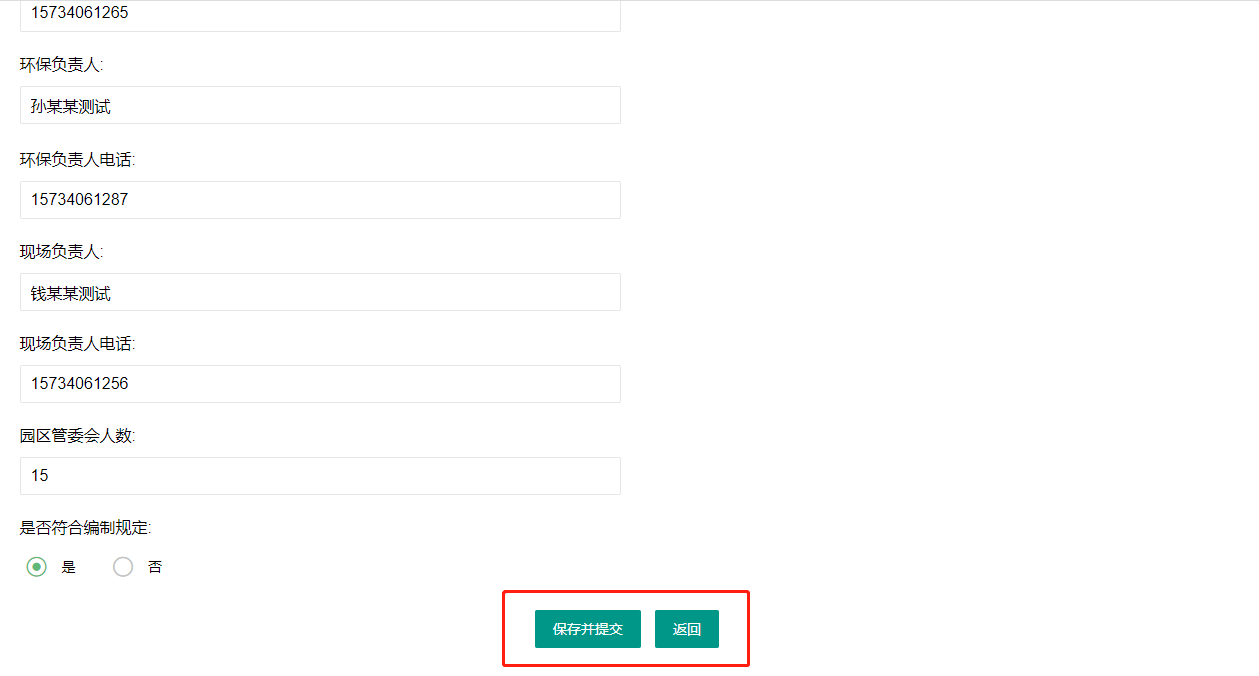 15734061265
环保负责人:
孙某某测试
环保负责人电话:
15734061287
现场负责人:
钱某某测试
现场负责人电话:
15734061256
园区管委会人数:
15
是否符合编制规定:
是 否
保存并提交 返回